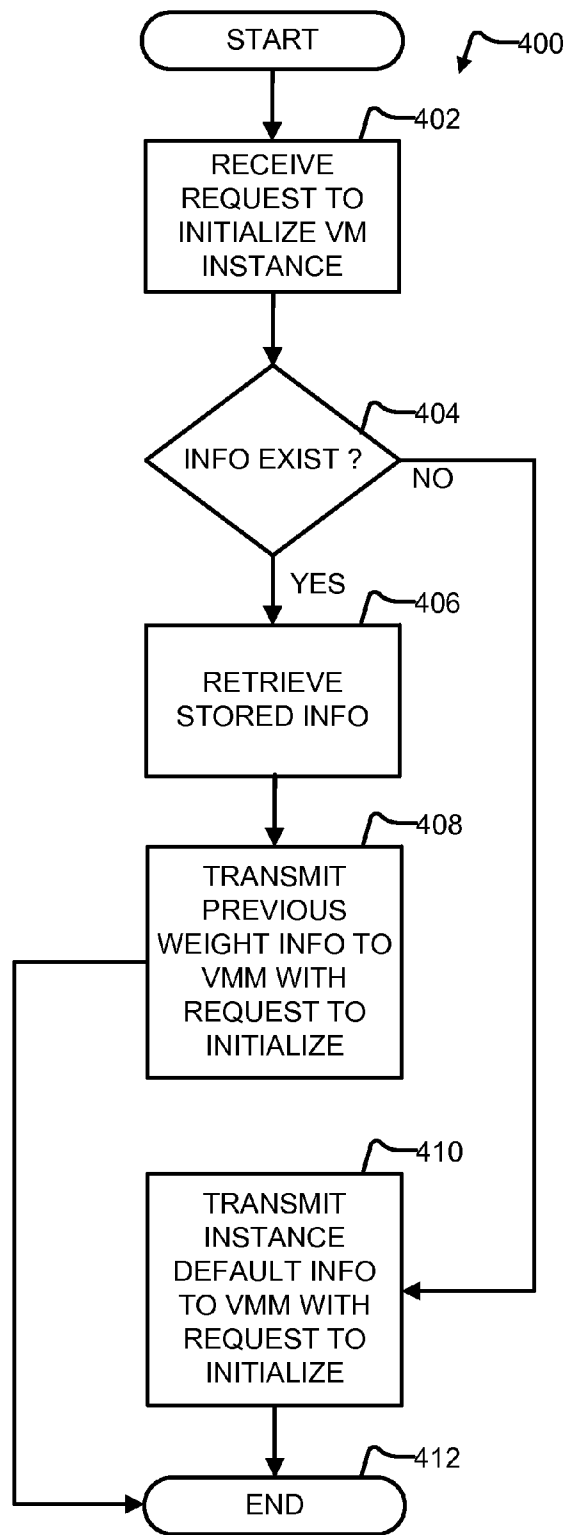 START
400
402
RECEIVE
REQUEST TO
INITIALIZE VM
INSTANCE
404
INFO EXIST ?
NO
YES
406
RETRIEVE
STORED INFO
408
TRANSMIT
PREVIOUS
WEIGHT INFO TO
VMM WITH
REQUEST TO
INITIALIZE
410
TRANSMIT
INSTANCE
DEFAULT INFO
TO VMM WITH
REQUEST TO
INITIALIZE
412
END